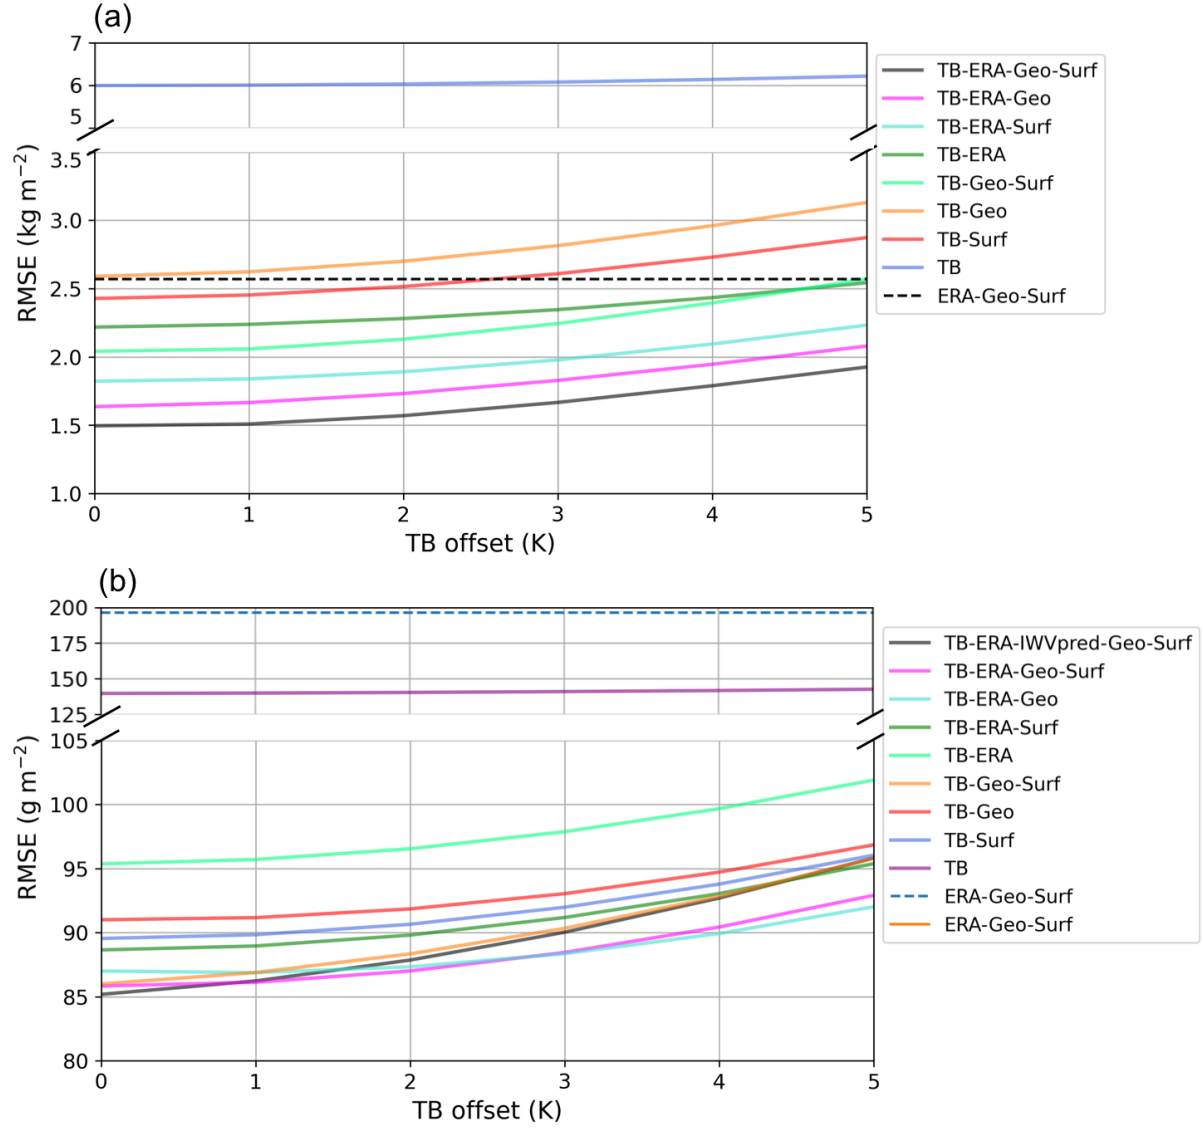 (a)
7
6
5
3.5
3.0
2.5
2.0
1.5
1.0
RMSE (kg m⁻²)
0 1 2 3 4 5
TB offset (K)
TB-ERA-Geo-Surf
TB-ERA-Geo
TB-ERA-Surf
TB-ERA
TB-Geo-Surf
TB-Geo
TB-Surf
TB
ERA-Geo-Surf
(b)
200
175
150
125
105
100
95
90
85
80
RMSE (g m⁻²)
0 1 2 3 4 5
TB offset (K)
TB-ERA-IWVpred-Geo-Surf
TB-ERA-Geo-Surf
TB-ERA-Geo
TB-ERA-Surf
TB-ERA
TB-Geo-Surf
TB-Geo
TB-Surf
TB
ERA-Geo-Surf
ERA-Geo-Surf